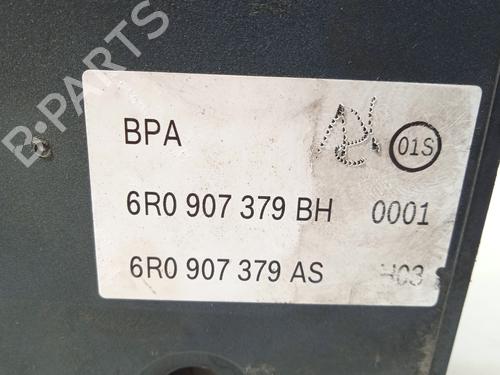 B-PARTS
BPA
01S
6R0 907 379 BH 0001
6R0 907 379 AS H03